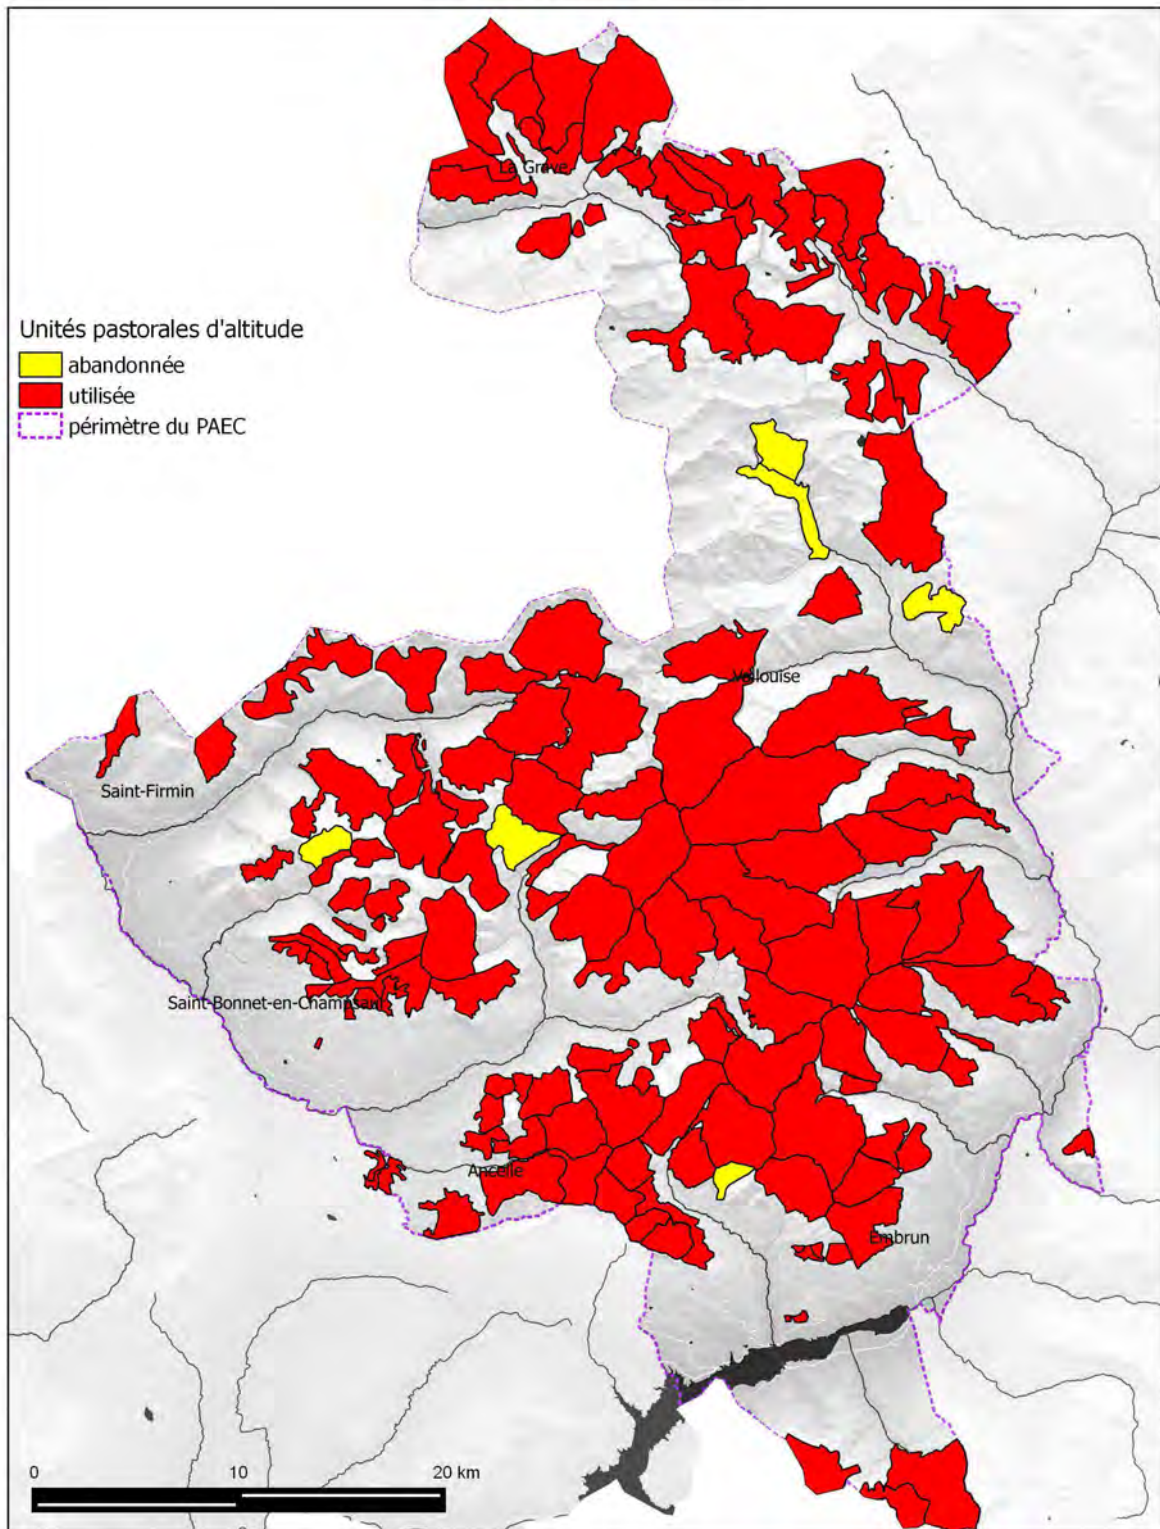 La Grave
Unités pastorales d'altitude
abandonnée
utilisée
périmètre du PAEC
Vallouise
Saint-Firmin
Saint-Bonnet-en-Champsaur
Ancelle
Embrun
0 10 20 km